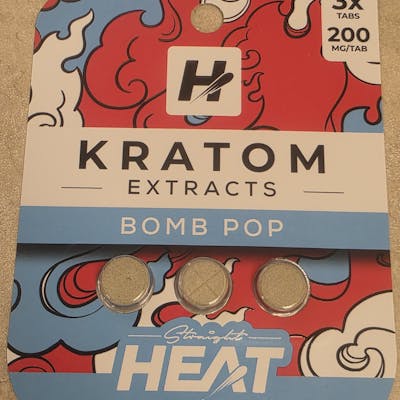 3x
TABS
200
MG/TAB
H
KRATOM
EXTRACTS
BOMB POP
Straight
HEAT